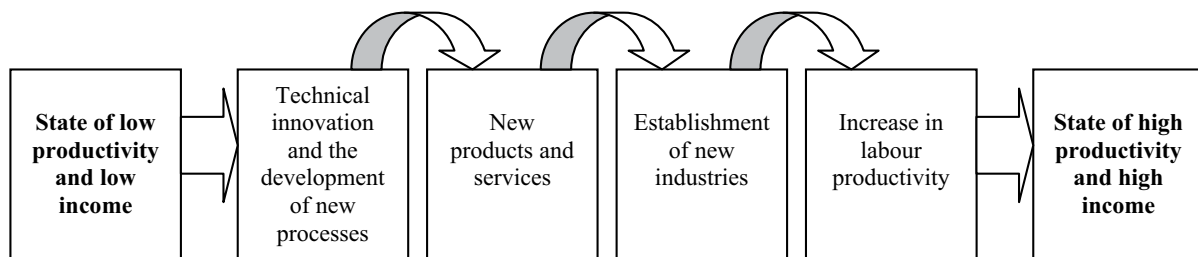 State of low
productivity
and low
income
Technical
innovation
and the
development
of new
processes
New
products and
services
Establishment
of new
industries
Increase in
labour
productivity
State of high
productivity
and high
income